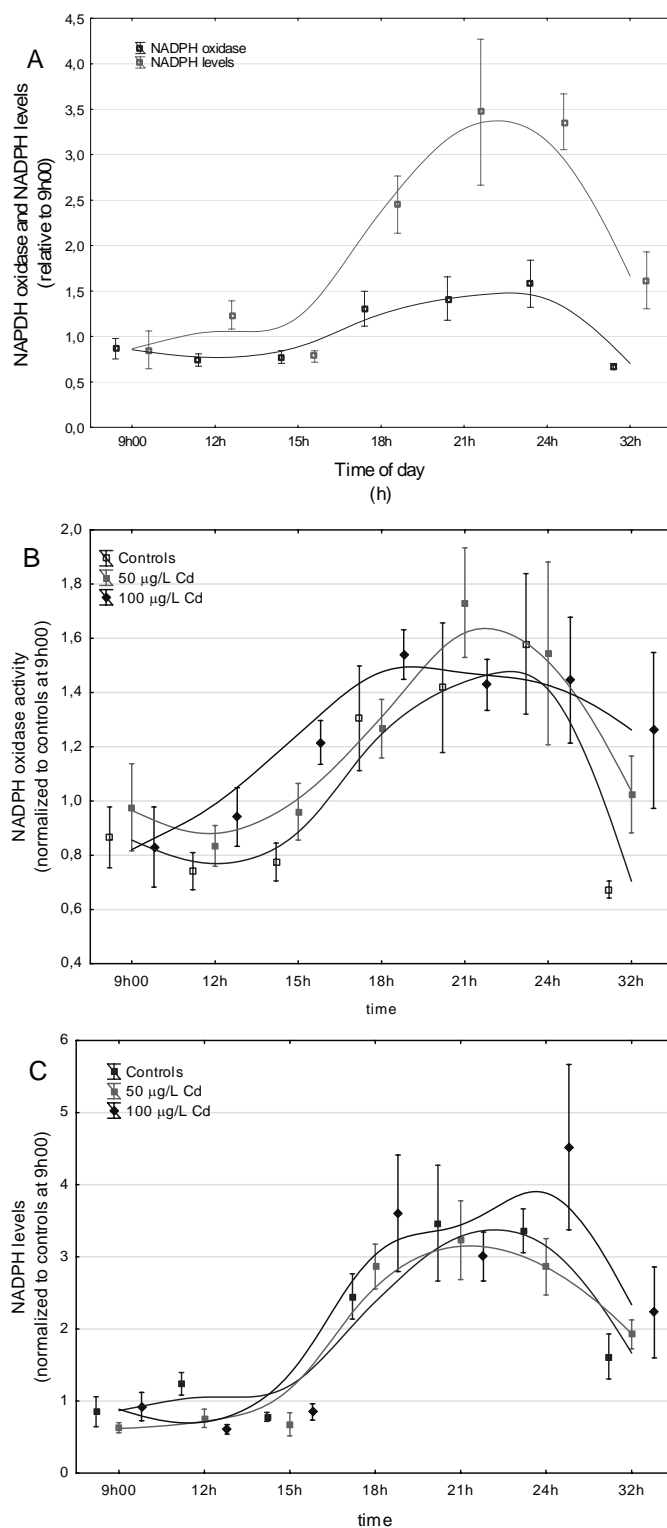 A
NADPH oxidase
NADPH levels
NAPDH oxidase and NADPH levels
(relative to 9h00)
4,5
4,0
3,5
3,0
2,5
2,0
1,5
1,0
0,5
0,0
9h00 12h 15h 18h 21h 24h 32h
Time of day
(h)
B
Controls
50 µg/L Cd
100 µg/L Cd
NADPH oxidase activity
(normalized to controls at 9h00)
2,0
1,8
1,6
1,4
1,2
1,0
0,8
0,6
0,4
9h00 12h 15h 18h 21h 24h 32h
time
C
Controls
50 µg/L Cd
100 µg/L Cd
NADPH levels
(normalized to controls at 9h00)
6
5
4
3
2
1
0
9h00 12h 15h 18h 21h 24h 32h
time